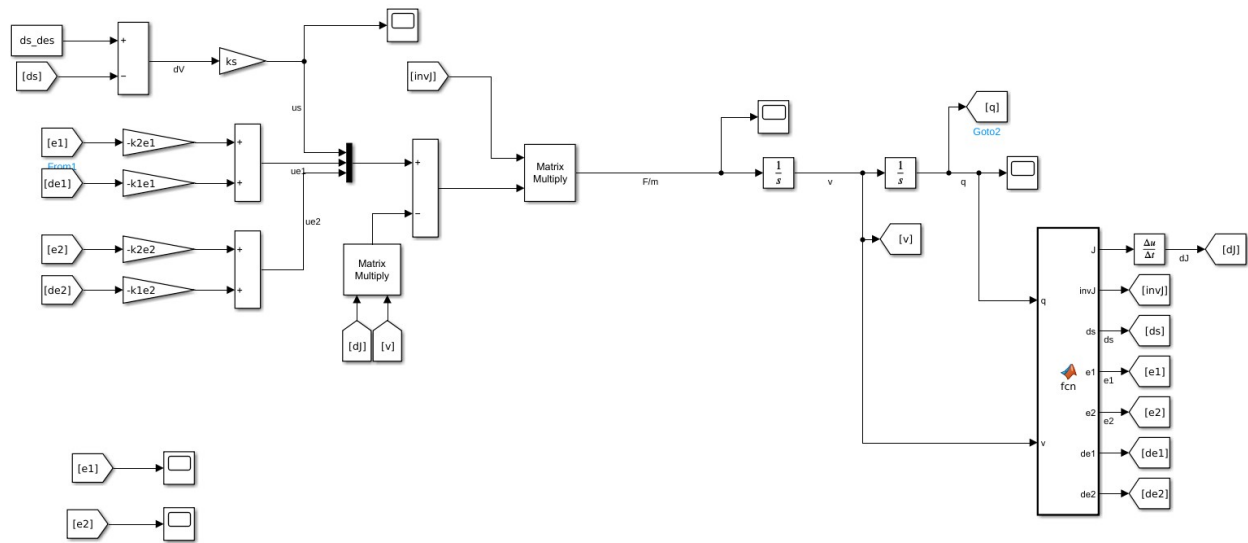 ds_des
+
[ds]
−
dV
ks
us
[invJ]
[e1]
-k2e1
+
From1
[de1]
-k1e1
+
ue1
+
−
[e2]
-k2e2
+
[de2]
-k1e2
+
ue2
Matrix
Multiply
[dJ]
[v]
Matrix
Multiply
F/m
1
s
v
1
s
q
[q]
Goto2
[v]
q
v
fcn
J
invJ
ds
e1
e2
de1
de2
Δu
Δt
dJ
[dJ]
[invJ]
ds
[ds]
e1
[e1]
e2
[e2]
[de1]
[de2]
[e1]
[e2]